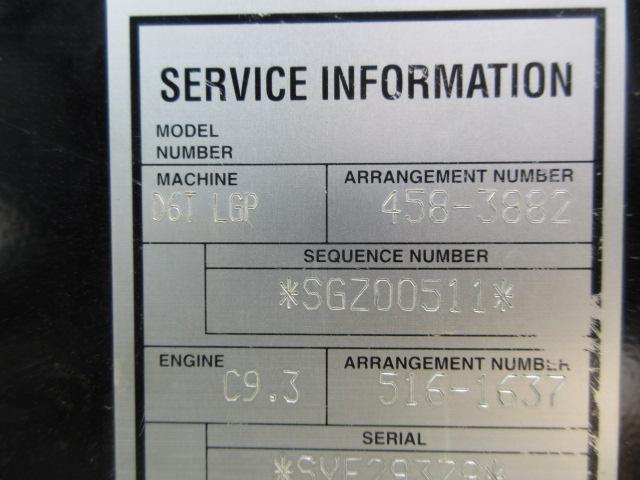 SERVICE INFORMATION
MODEL
NUMBER
MACHINE ARRANGEMENT NUMBER
D6T LGP 458-3882
SEQUENCE NUMBER
*SGZ00511*
ENGINE ARRANGEMENT NUMBER
C9.3 516-1637
SERIAL